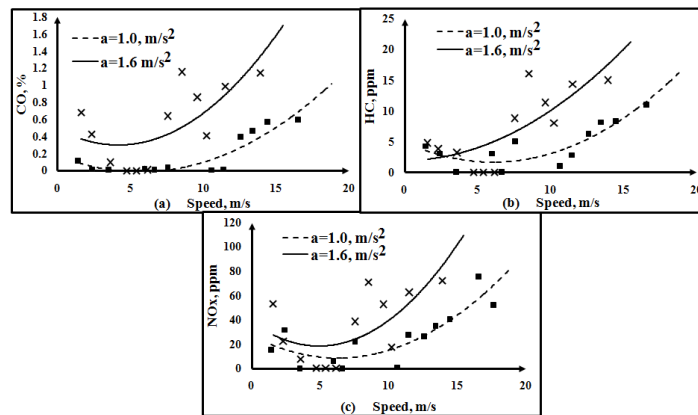 1.8
1.6
1.4
1.2
1
0.8
0.6
0.4
0.2
0
CO, %
a=1.0, m/s2
a=1.6 m/s2
0 5 10 15 20
(a) Speed, m/s
25
20
15
10
5
0
HC, ppm
a=1.0, m/s2
a=1.6, m/s2
0 5 10 15 20
Speed, m/s (b)
120
100
80
60
40
20
0
NOx, ppm
a=1.0, m/s2
a=1.6, m/s2
0 5 10 15 20
(c) Speed, m/s